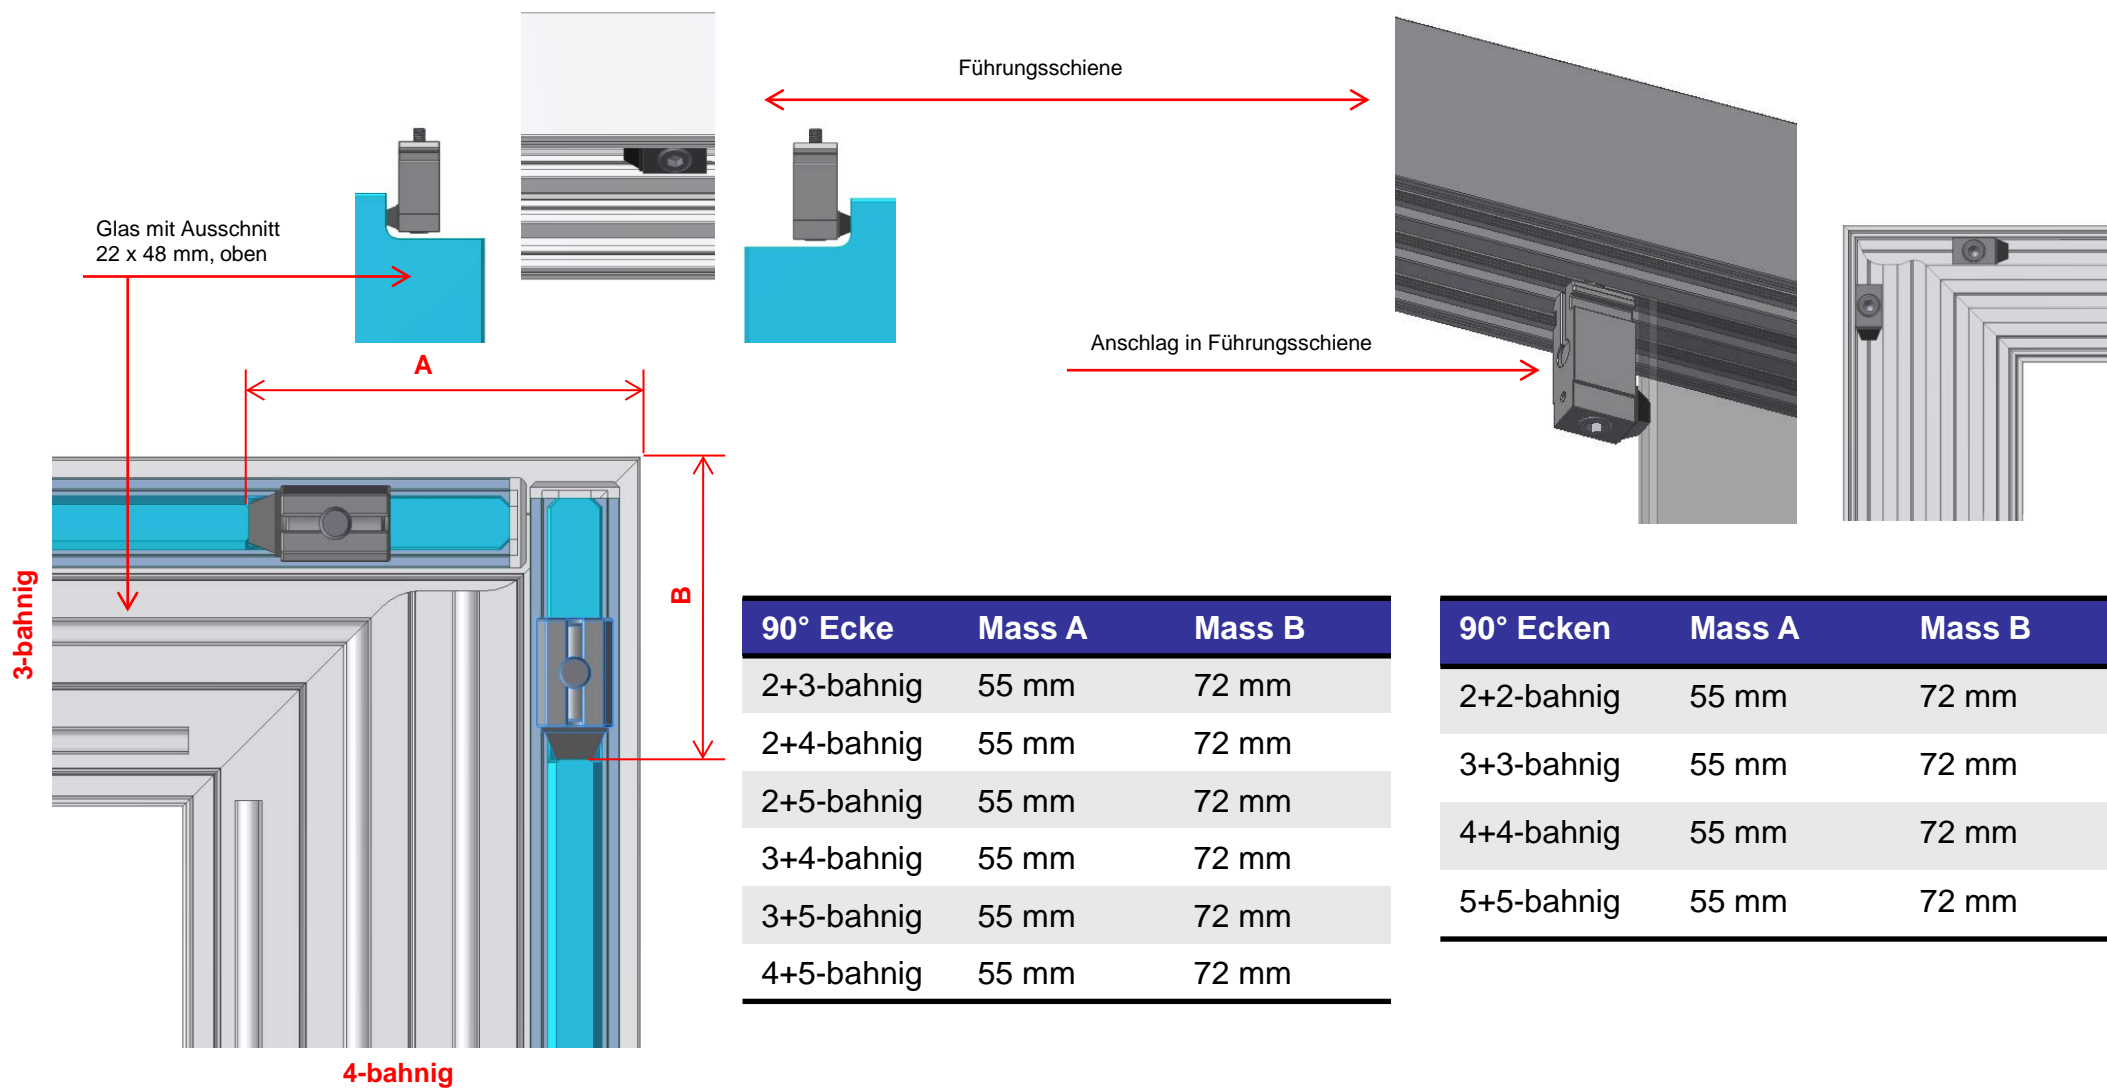 Führungsschiene
Glas mit Ausschnitt
22 x 48 mm, oben
Anschlag in Führungsschiene
A
B
3-bahnig
4-bahnig
90° Ecke Mass A Mass B
2+3-bahnig 55 mm 72 mm
2+4-bahnig 55 mm 72 mm
2+5-bahnig 55 mm 72 mm
3+4-bahnig 55 mm 72 mm
3+5-bahnig 55 mm 72 mm
4+5-bahnig 55 mm 72 mm
90° Ecken Mass A Mass B
2+2-bahnig 55 mm 72 mm
3+3-bahnig 55 mm 72 mm
4+4-bahnig 55 mm 72 mm
5+5-bahnig 55 mm 72 mm